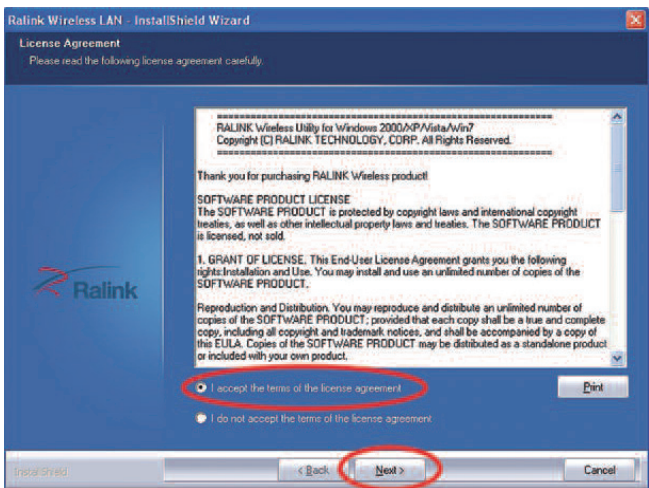 Ralink Wireless LAN - InstallShield Wizard
License Agreement
Please read the following license agreement carefully.
RALINK Wireless Utility for Windows 2000/XP/Vista/Win7
Copyright (C) RALINK TECHNOLOGY, CORP. All Rights Reserved.
Thank you for purchasing RALINK Wireless product!
SOFTWARE PRODUCT LICENSE
The SOFTWARE PRODUCT is protected by copyright laws and international copyright
treaties, as well as other intellectual property laws and treaties. The SOFTWARE PRODUCT
is licensed, not sold.
1. GRANT OF LICENSE. This End-User License Agreement grants you the following
rights:Installation and Use. You may install and use an unlimited number of copies of the
SOFTWARE PRODUCT.
Reproduction and Distribution. You may reproduce and distribute an unlimited number of
copies of the SOFTWARE PRODUCT; provided that each copy shall be a true and complete
copy, including all copyright and trademark notices, and shall be accompanied by a copy of
this EULA. Copies of the SOFTWARE PRODUCT may be distributed as a standalone product
or included with your own product.
Ralink
I accept the terms of the license agreement
Print
I do not accept the terms of the license agreement
InstallShield
< Back
Next >
Cancel